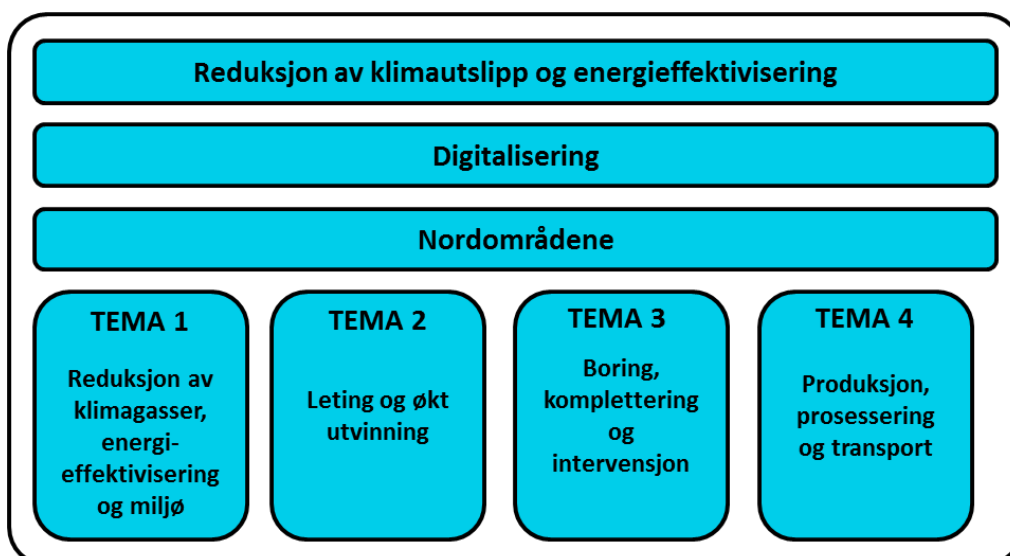 Reduksjon av klimautslipp og energieffektivisering
Digitalisering
Nordområdene
TEMA 1
Reduksjon av
klimagasser,
energi-
effektivisering
og miljø
TEMA 2
Leting og økt
utvinning
TEMA 3
Boring,
komplettering
og
intervensjon
TEMA 4
Produksjon,
prosessering
og transport